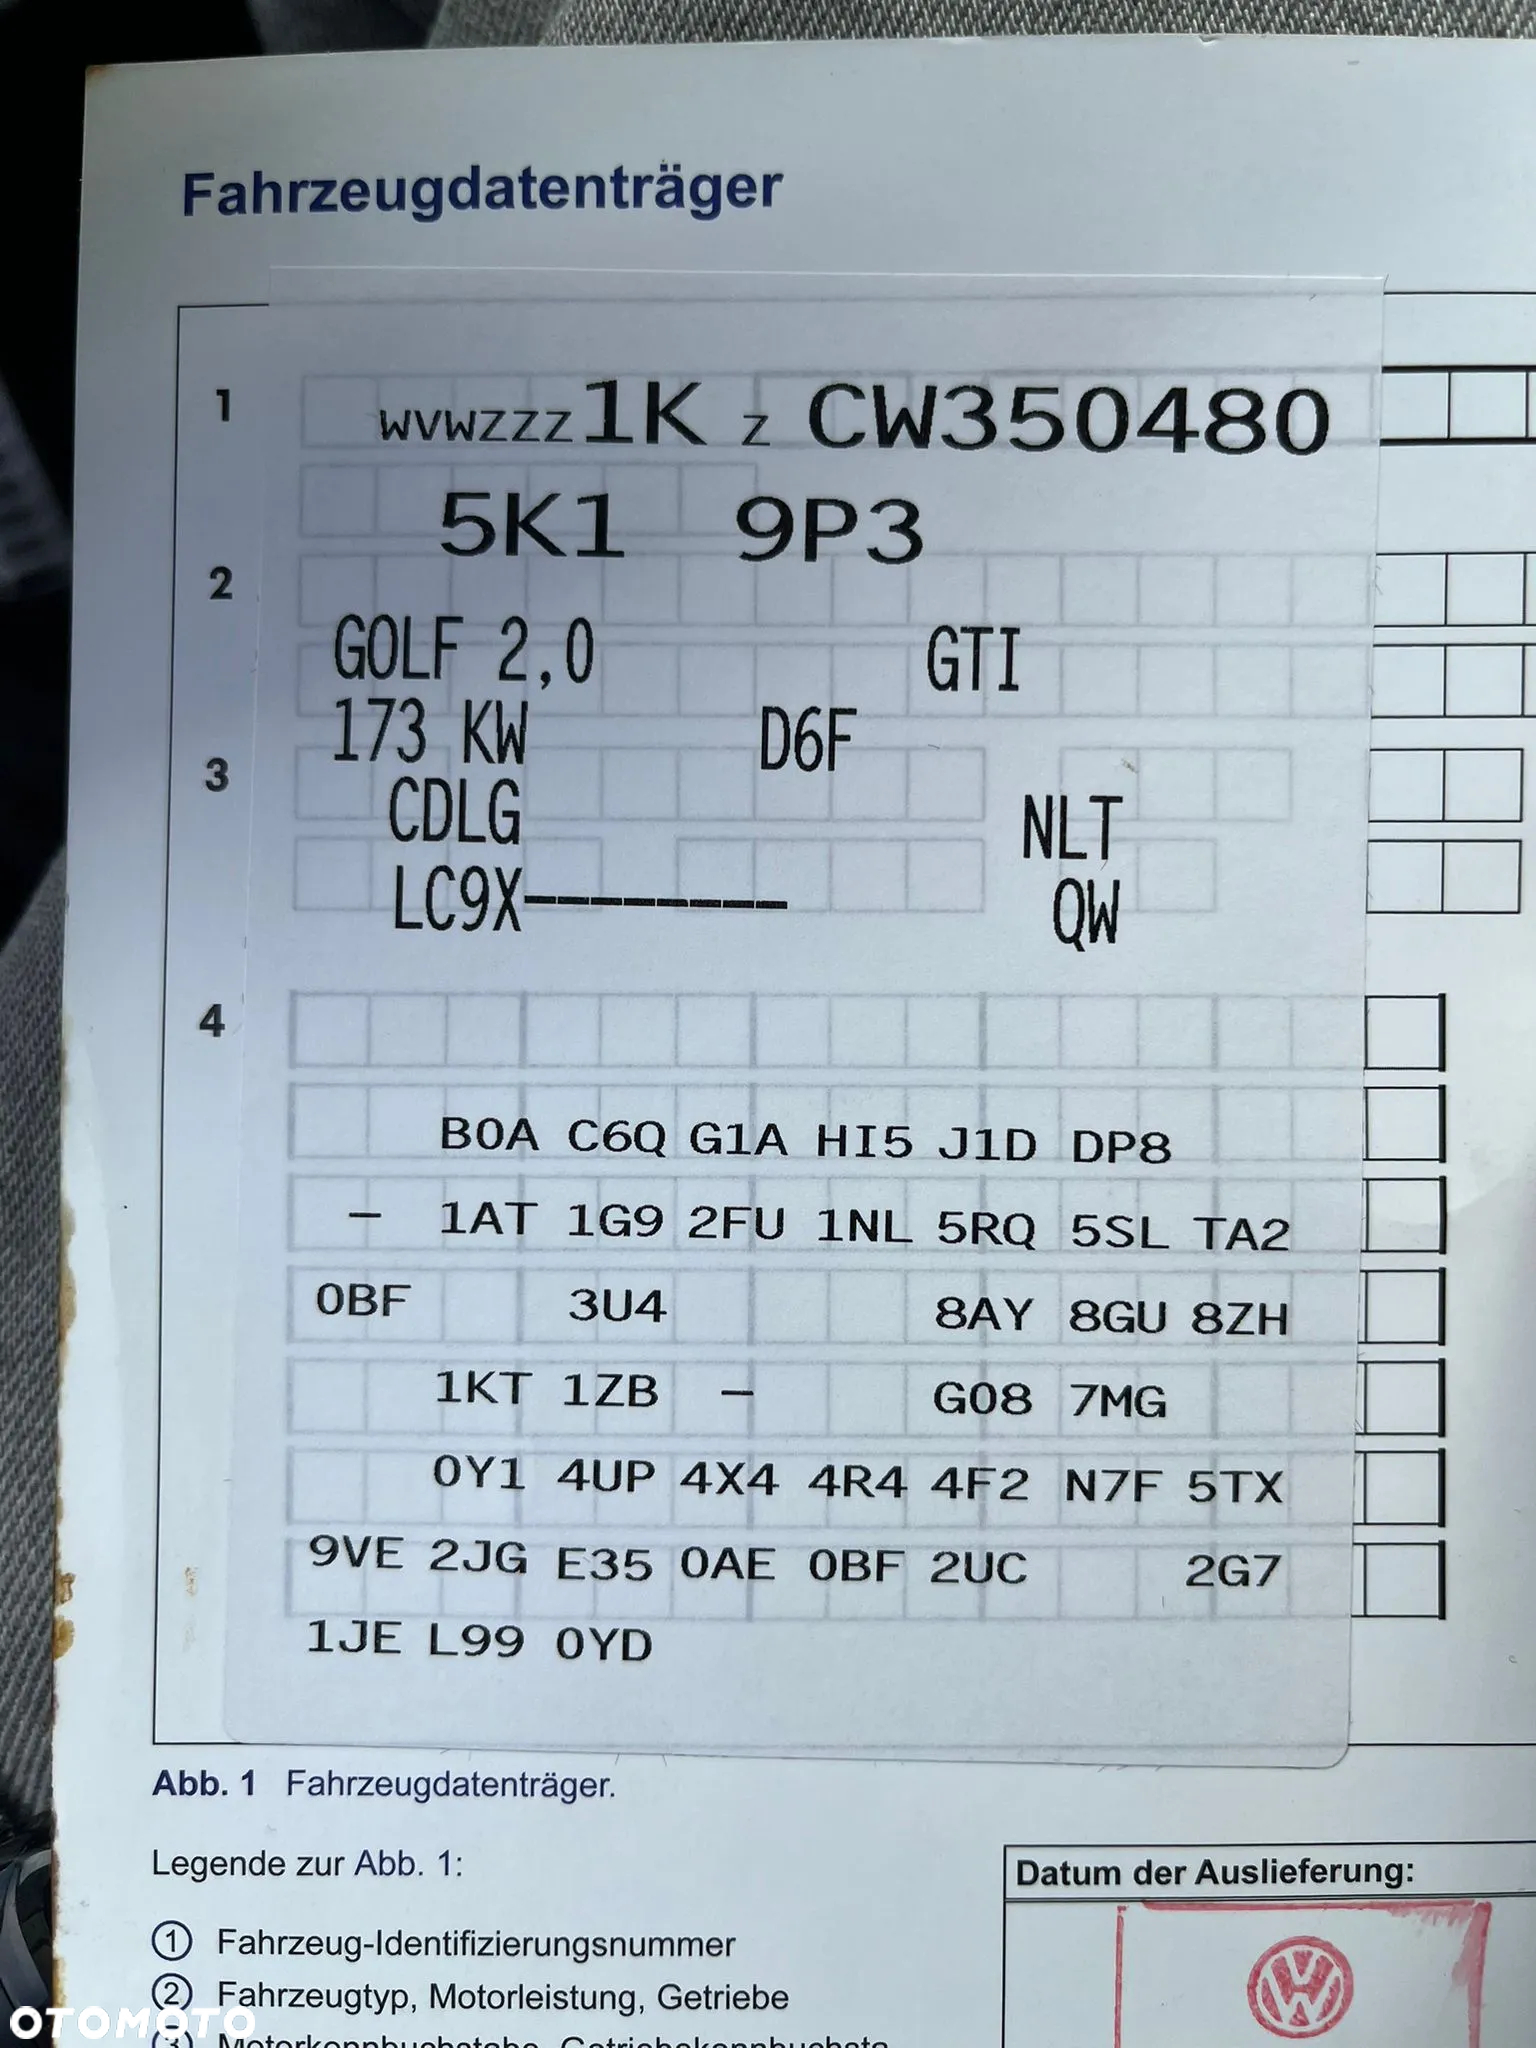 Fahrzeugdatenträger
1 WVWZZZ1K Z CW350480
5K1 9P3
2
GOLF 2,0 GTI
173 KW D6F
3
CDLG NLT
LC9X-------- QW
4
B0A C6Q G1A HI5 J1D DP8
- 1AT 1G9 2FU 1NL 5RQ 5SL TA2
0BF 3U4 8AY 8GU 8ZH
1KT 1ZB - G08 7MG
0Y1 4UP 4X4 4R4 4F2 N7F 5TX
9VE 2JG E35 0AE 0BF 2UC 2G7
1JE L99 0YD
Abb. 1 Fahrzeugdatenträger.
Legende zur Abb. 1:
Datum der Auslieferung:
1 Fahrzeug-Identifizierungsnummer
2 Fahrzeugtyp, Motorleistung, Getriebe
3 Motorkennbuchstabe, Getriebekennbuchsta
OTOMOTO